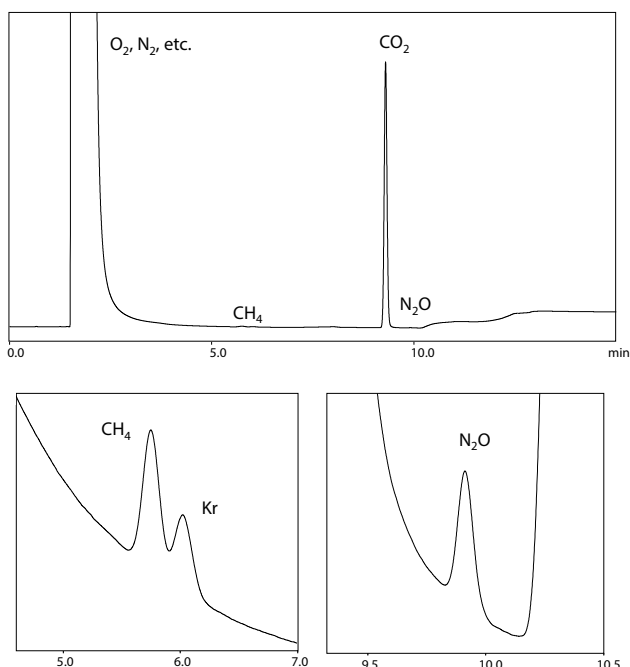 O₂, N₂, etc.
CO₂
CH₄
N₂O
0.0 5.0 10.0 min
CH₄
Kr
5.0 6.0 7.0
N₂O
9.5 10.0 10.5